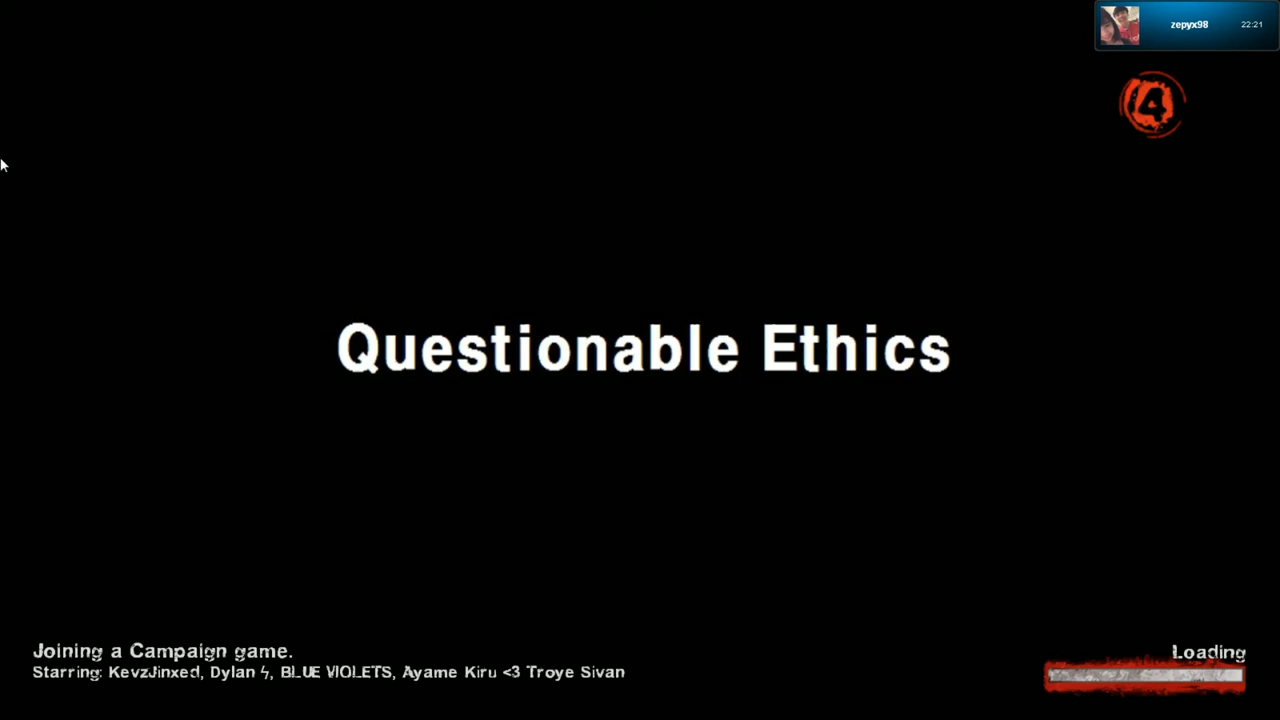 zepyx98 22:21
4
Questionable Ethics
Joining a Campaign game.
Starring: KevzJinxed, Dylan ϟ, BLUE VIOLETS, Ayame Kiru <3 Troye Sivan
Loading